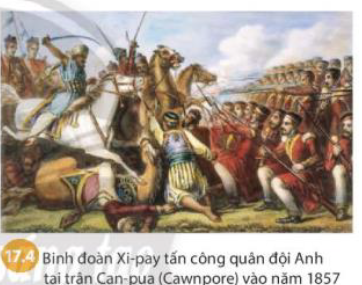 17.4 Binh đoàn Xi-pay tấn công quân đội Anh
tại trận Can-pua (Cawnpore) vào năm 1857